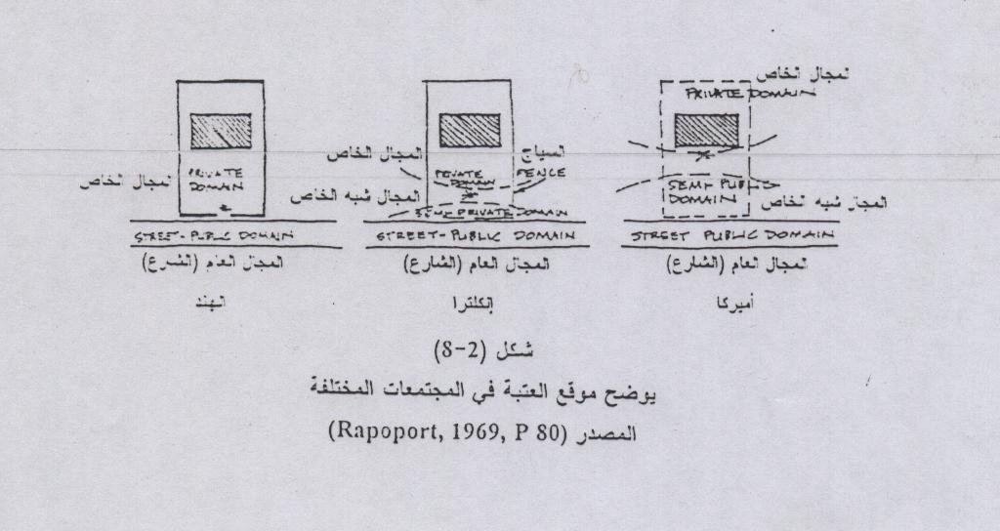 المجال الخاص
PRIVATE DOMAIN
STREET-PUBLIC DOMAIN
المجال العام (الشارع)
الهند
المجال الخاص
السياج
PRIVATE DOMAIN
FENCE
المجال شبه الخاص
SEMI-PRIVATE DOMAIN
STREET-PUBLIC DOMAIN
المجال العام (الشارع)
إنكلترا
المجال الخاص
PRIVATE DOMAIN
SEMI-PUBLIC
DOMAIN
المجال شبه الخاص
STREET PUBLIC DOMAIN
المجال العام (الشارع)
أميركا
شكل (2-8)
يوضح موقع العتبة في المجتمعات المختلفة
المصدر (Rapoport, 1969, P 80)